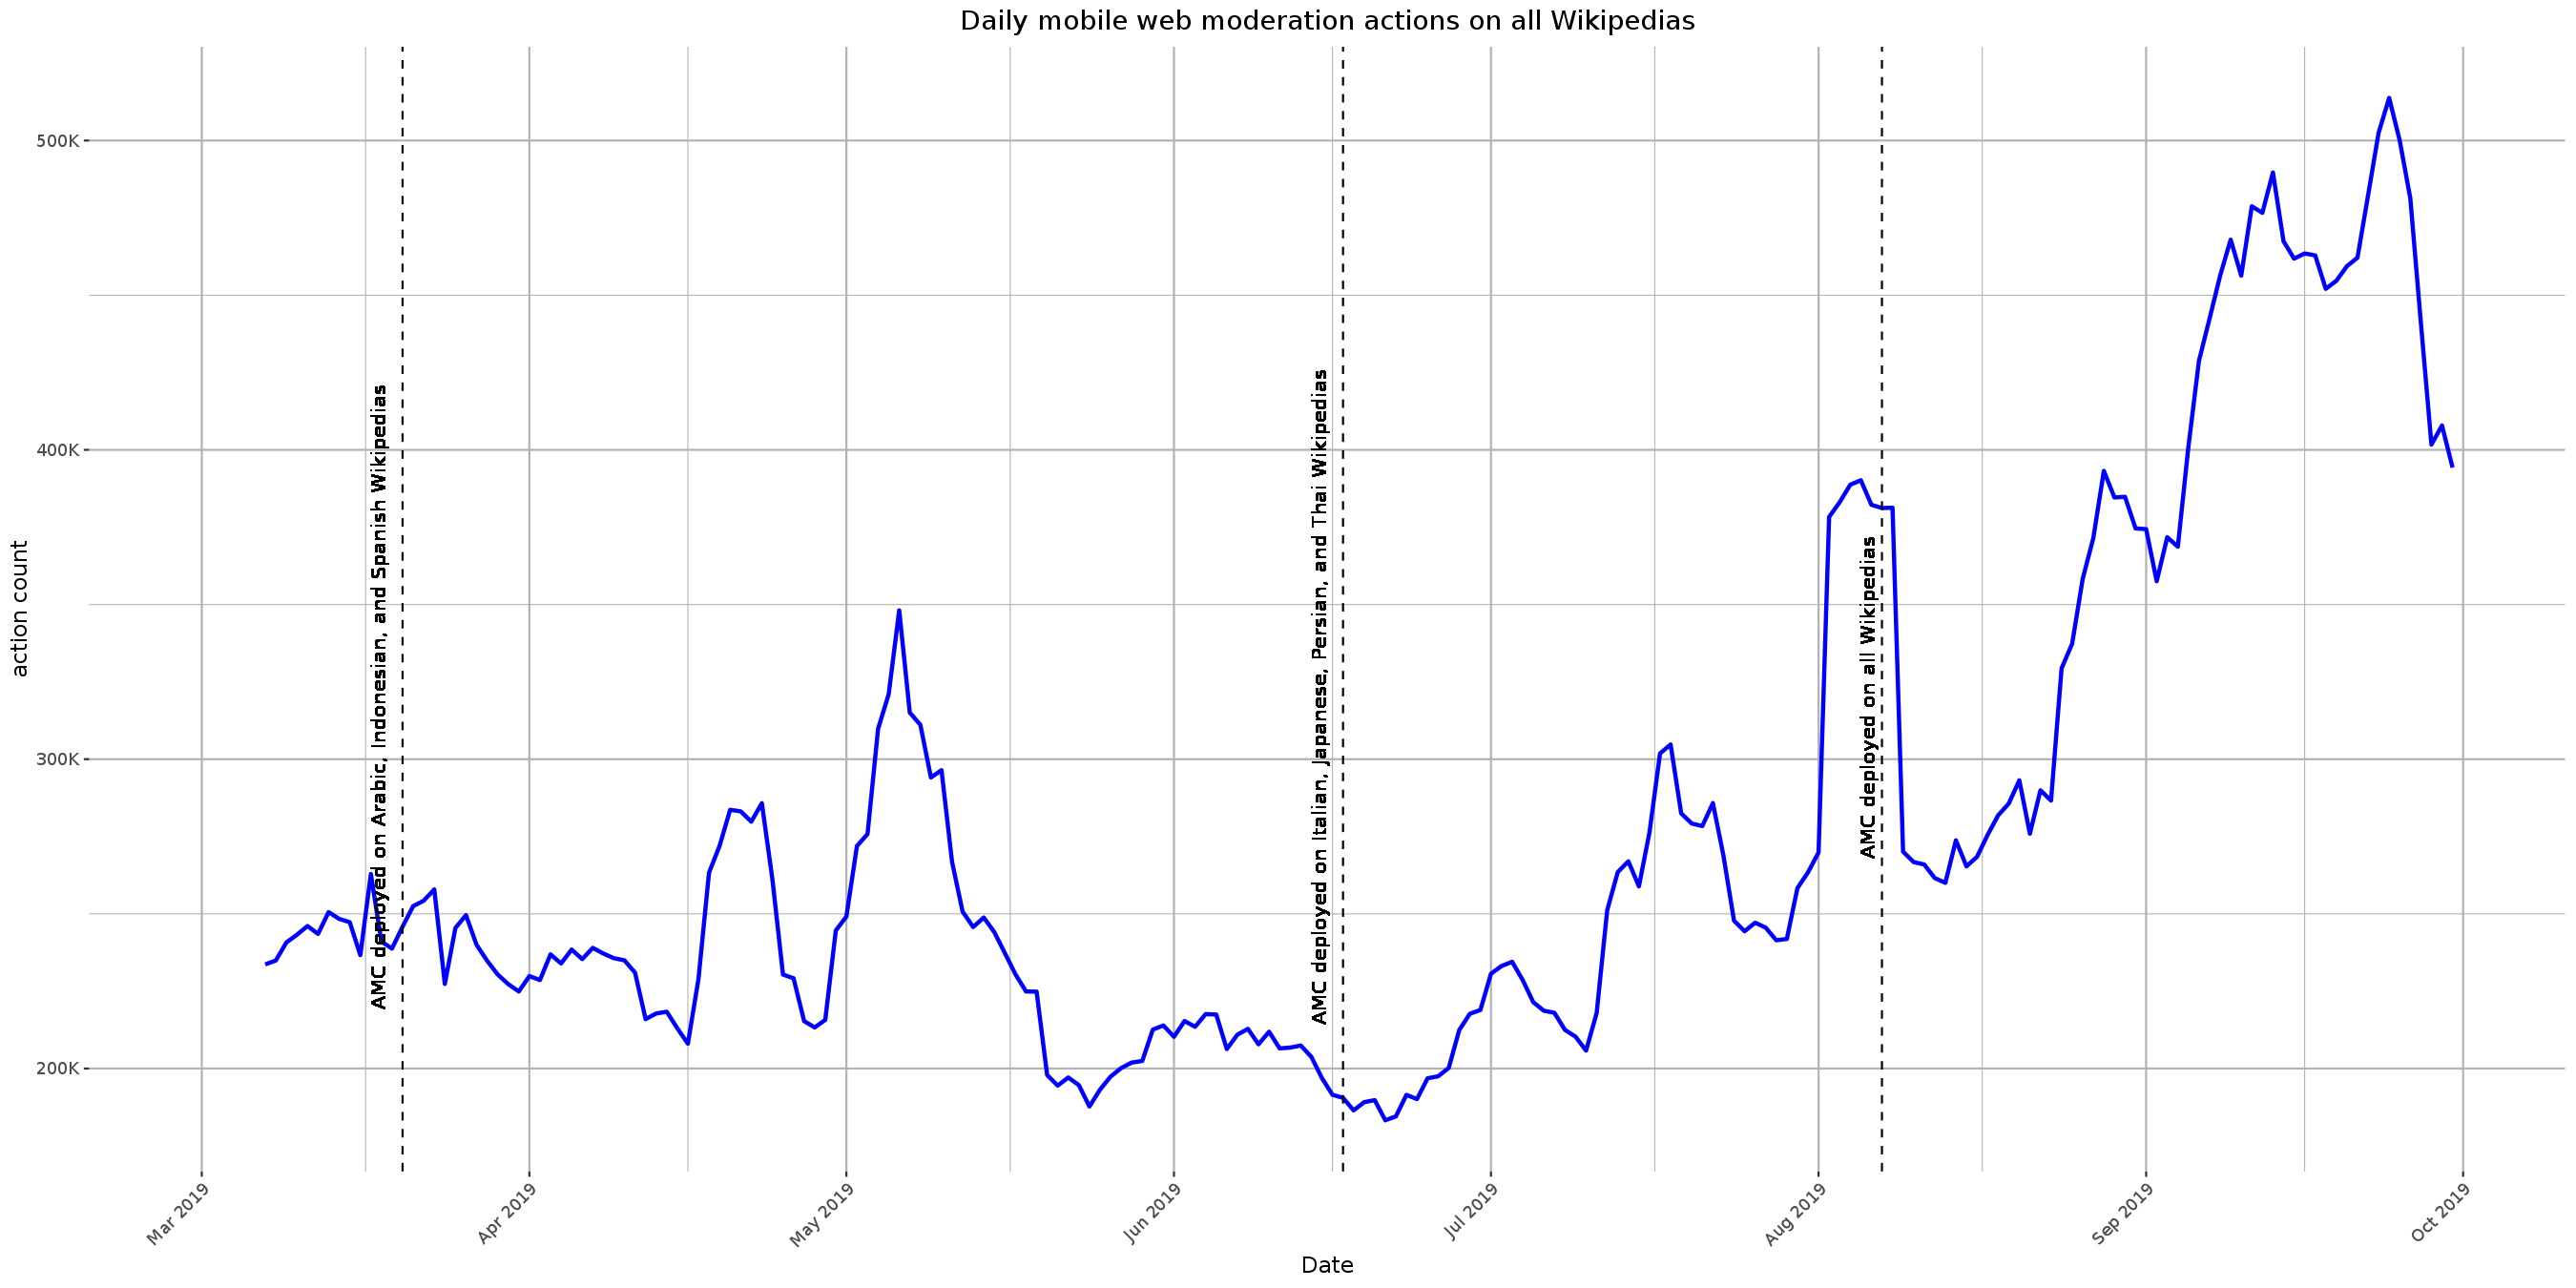 Daily mobile web moderation actions on all Wikipedias
action count
500K
400K
300K
200K
AMC deployed on Arabic, Indonesian, and Spanish Wikipedias
AMC deployed on Italian, Japanese, Persian, and Thai Wikipedias
AMC deployed on all Wikipedias
Mar 2019
Apr 2019
May 2019
Jun 2019
Jul 2019
Aug 2019
Sep 2019
Oct 2019
Date